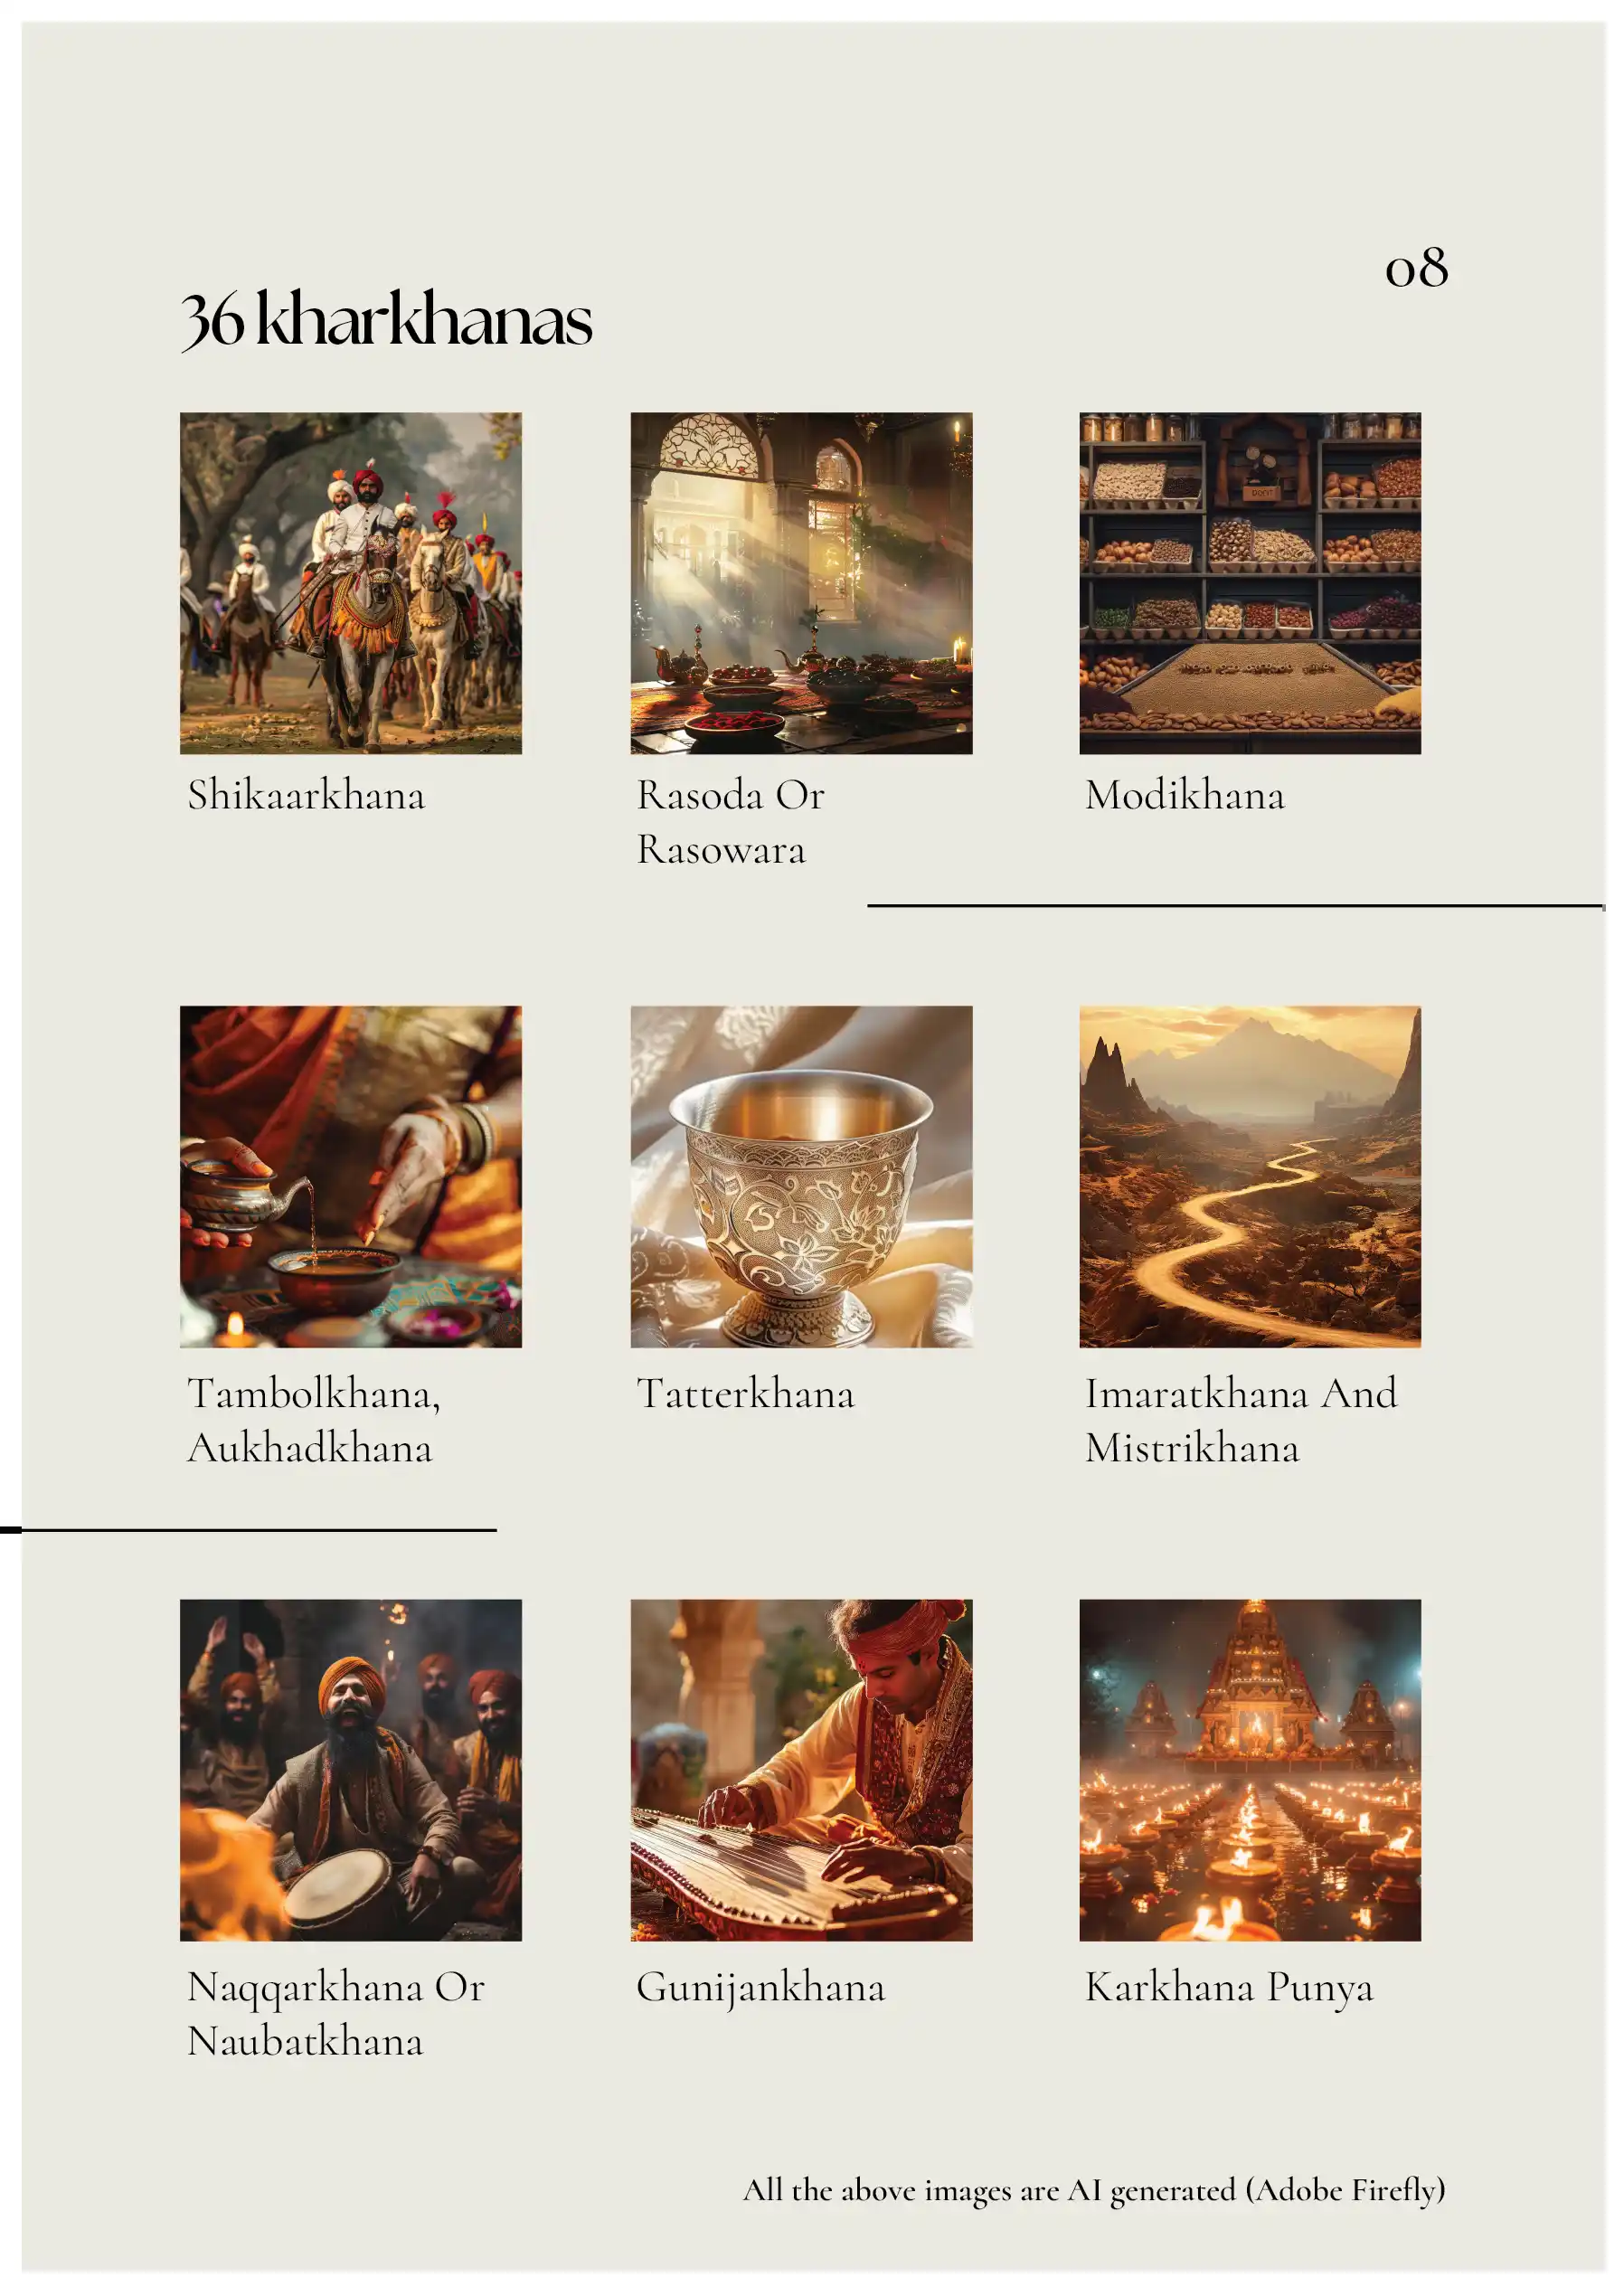 08
36 kharkhanas
Shikaarkhana
Rasoda Or
Rasowara
Modikhana
Tambolkhana,
Aukhadkhana
Tatterkhana
Imaratkhana And
Mistrikhana
Naqqarkhana Or
Naubatkhana
Gunijankhana
Karkhana Punya
All the above images are AI generated (Adobe Firefly)